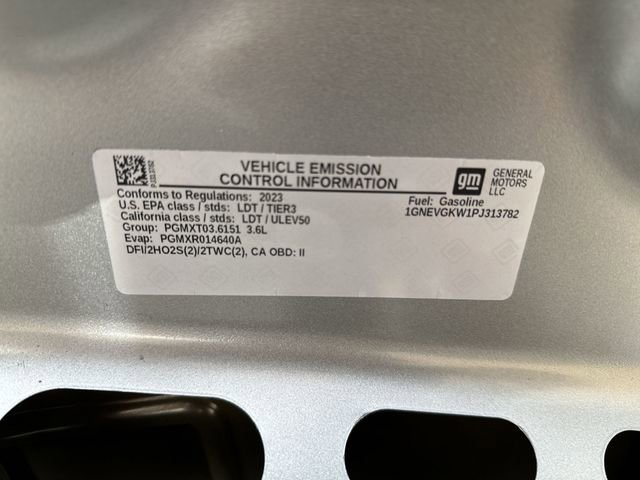 VEHICLE EMISSION
CONTROL INFORMATION
gm
GENERAL
MOTORS
LLC
PJ313782
Conforms to Regulations: 2023
U.S. EPA class / stds: LDT / TIER3
California class / stds: LDT / ULEV50
Group: PGMXT03.6151 3.6L
Evap: PGMXR014640A
DFI/2HO2S(2)/2TWC(2), CA OBD: II
Fuel: Gasoline
1GNEVGKW1PJ313782